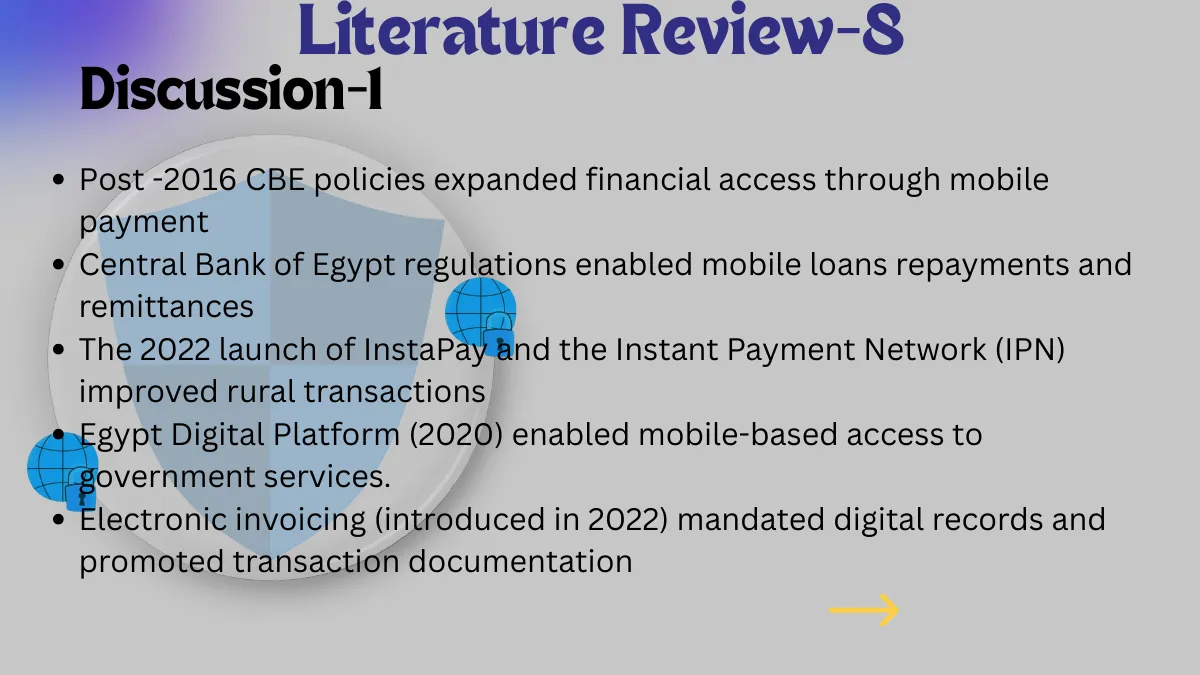 Literature Review-8
Discussion-1
• Post -2016 CBE policies expanded financial access through mobile
payment
• Central Bank of Egypt regulations enabled mobile loans repayments and
remittances
• The 2022 launch of InstaPay and the Instant Payment Network (IPN)
improved rural transactions
• Egypt Digital Platform (2020) enabled mobile-based access to
government services.
• Electronic invoicing (introduced in 2022) mandated digital records and
promoted transaction documentation